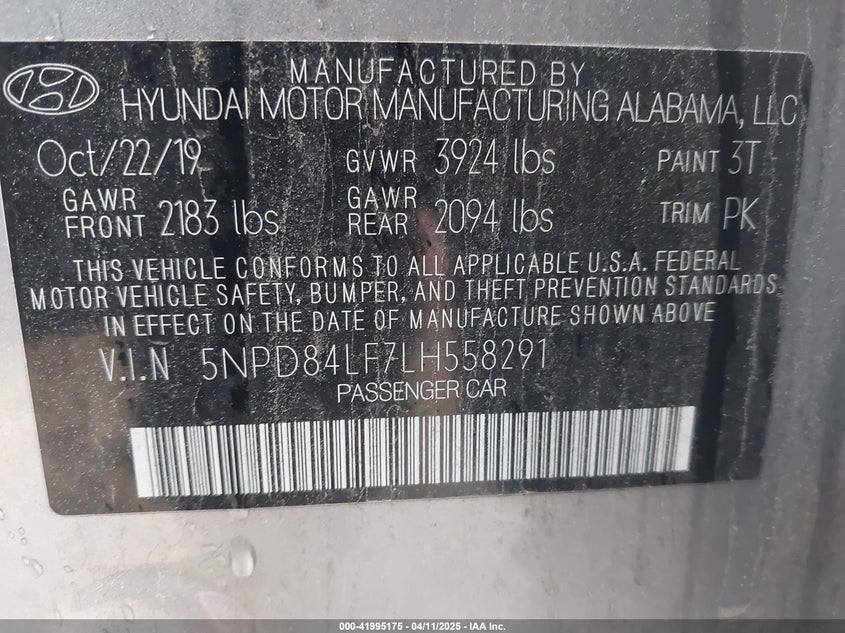 MANUFACTURED BY
HYUNDAI MOTOR MANUFACTURING ALABAMA, LLC
Oct/22/19 GVWR 3924 lbs PAINT 3T
GAWR FRONT 2183 lbs GAWR REAR 2094 lbs TRIM PK
THIS VEHICLE CONFORMS TO ALL APPLICABLE U.S.A. FEDERAL
MOTOR VEHICLE SAFETY, BUMPER, AND THEFT PREVENTION STANDARDS
IN EFFECT ON THE DATE OF MANUFACTURE SHOWN ABOVE
V.I.N 5NPD84LF7LH558291
PASSENGER CAR
000-41995175 - 04/11/2025 - IAA Inc.